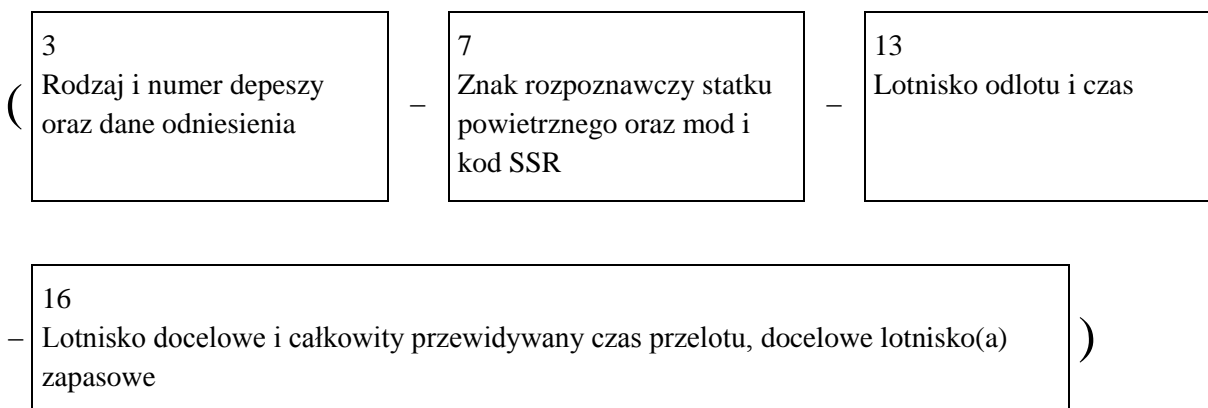 (
3
Rodzaj i numer depeszy
oraz dane odniesienia
–
7
Znak rozpoznawczy statku
powietrznego oraz mod i
kod SSR
–
13
Lotnisko odlotu i czas
–
16
Lotnisko docelowe i całkowity przewidywany czas przelotu, docelowe lotnisko(a)
zapasowe
)